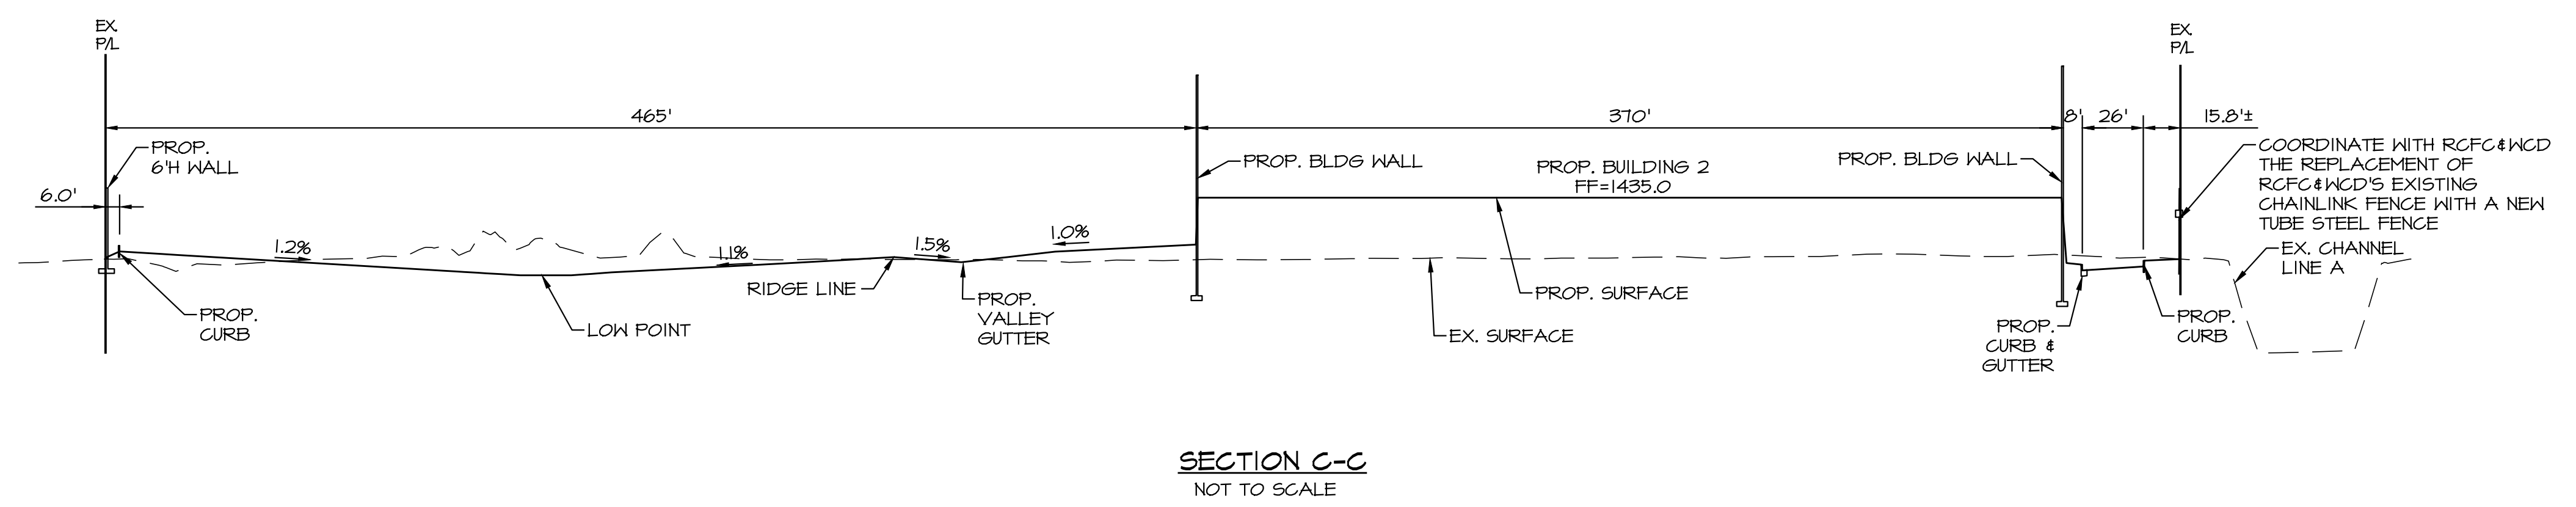 EX.
P/L
EX.
P/L
465'
370'
8'
26'
15.8'±
PROP.
6'H WALL
6.0'
PROP. BLDG WALL
PROP. BUILDING 2
FF=1435.0
PROP. BLDG WALL
COORDINATE WITH RCFC&WCD
THE REPLACEMENT OF
RCFC&WCD'S EXISTING
CHAINLINK FENCE WITH A NEW
TUBE STEEL FENCE
1.2%
1.1%
1.5%
1.0%
EX. CHANNEL
LINE A
RIDGE LINE
PROP.
VALLEY
GUTTER
PROP. SURFACE
PROP.
CURB
LOW POINT
EX. SURFACE
PROP.
CURB &
GUTTER
PROP.
CURB
SECTION C-C
NOT TO SCALE